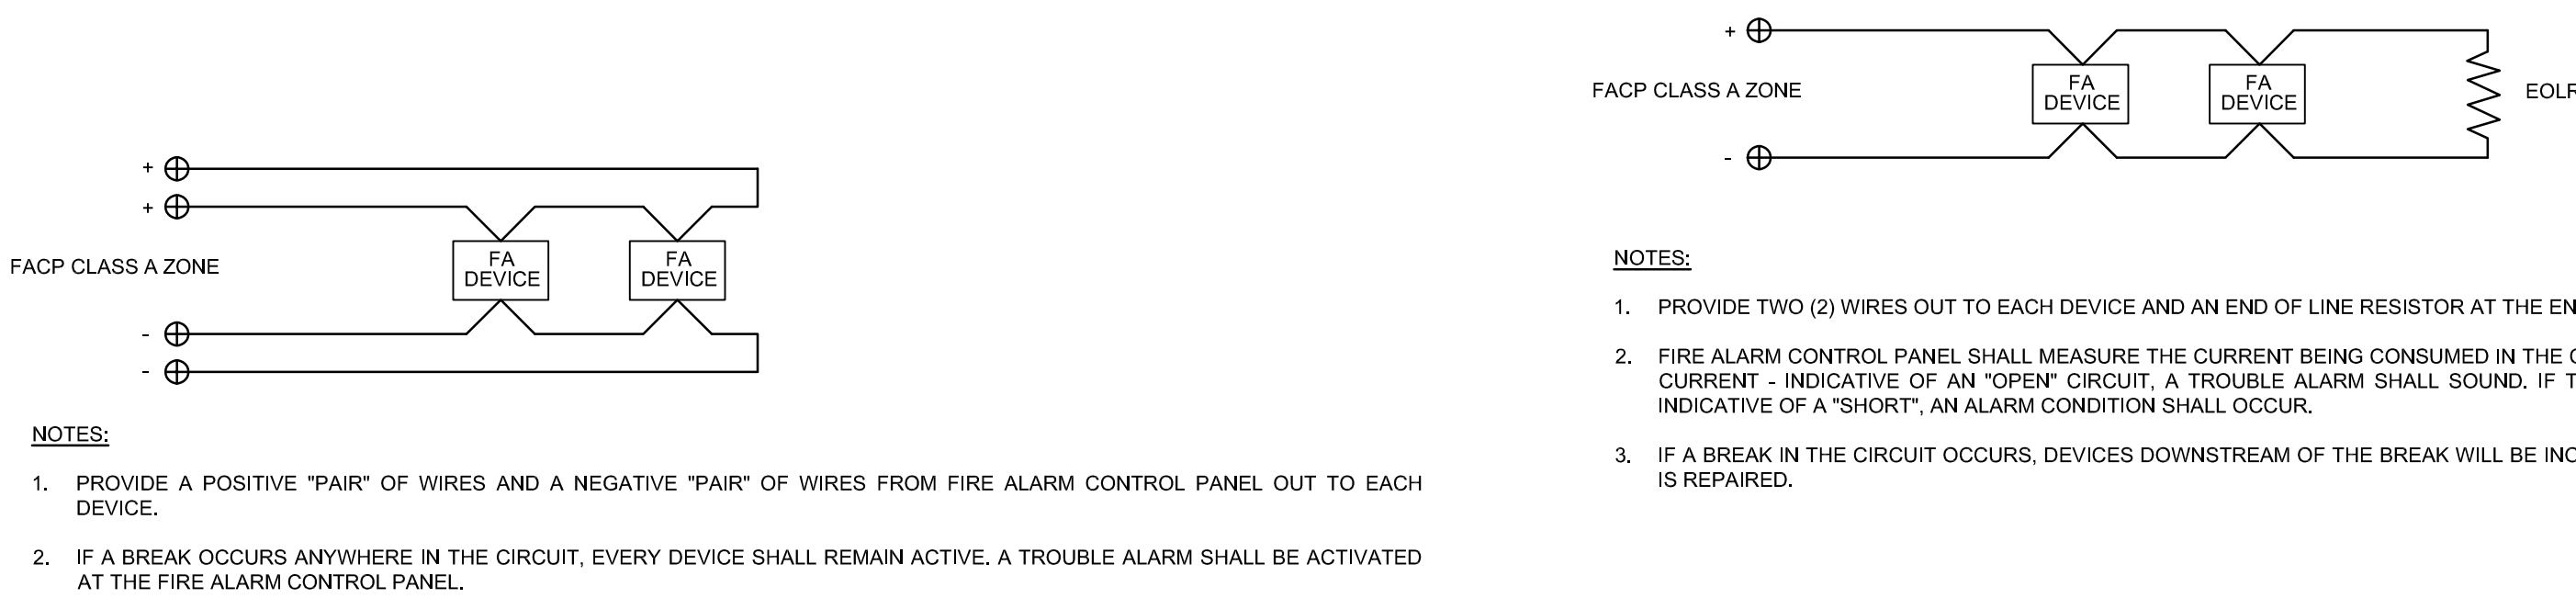 +
+
FACP CLASS A ZONE
FA
DEVICE
FA
DEVICE
-
-
NOTES:
1. PROVIDE A POSITIVE "PAIR" OF WIRES AND A NEGATIVE "PAIR" OF WIRES FROM FIRE ALARM CONTROL PANEL OUT TO EACH
DEVICE.
2. IF A BREAK OCCURS ANYWHERE IN THE CIRCUIT, EVERY DEVICE SHALL REMAIN ACTIVE. A TROUBLE ALARM SHALL BE ACTIVATED
AT THE FIRE ALARM CONTROL PANEL.
+
FACP CLASS A ZONE
FA
DEVICE
FA
DEVICE
EOLR
-
NOTES:
1. PROVIDE TWO (2) WIRES OUT TO EACH DEVICE AND AN END OF LINE RESISTOR AT THE EN
2. FIRE ALARM CONTROL PANEL SHALL MEASURE THE CURRENT BEING CONSUMED IN THE
CURRENT - INDICATIVE OF AN "OPEN" CIRCUIT, A TROUBLE ALARM SHALL SOUND. IF T
INDICATIVE OF A "SHORT", AN ALARM CONDITION SHALL OCCUR.
3. IF A BREAK IN THE CIRCUIT OCCURS, DEVICES DOWNSTREAM OF THE BREAK WILL BE INO
IS REPAIRED.